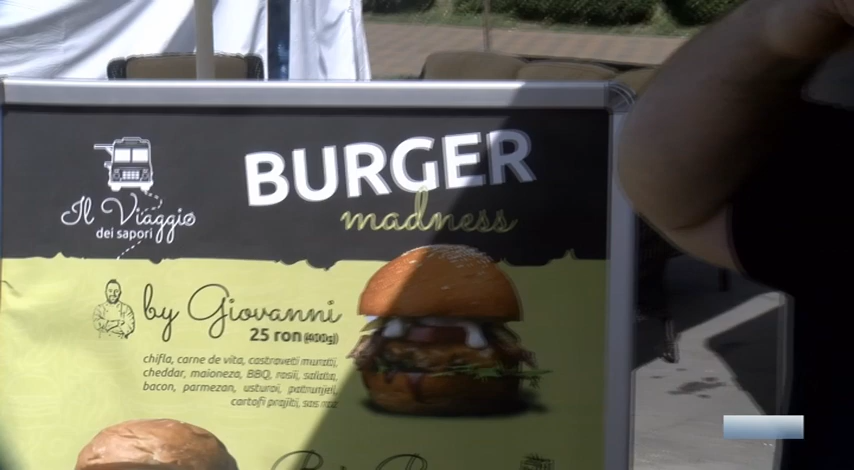 BURGER
madness
Il Viaggio
dei sapori
by Giovanni
25 ron (400g)
chifla, carne de vita, castraveti murati,
cheddar, maioneza, BBQ, rosii, salata,
bacon, parmezan, usturoi, patrunjel,
cartofi prajiti, sos